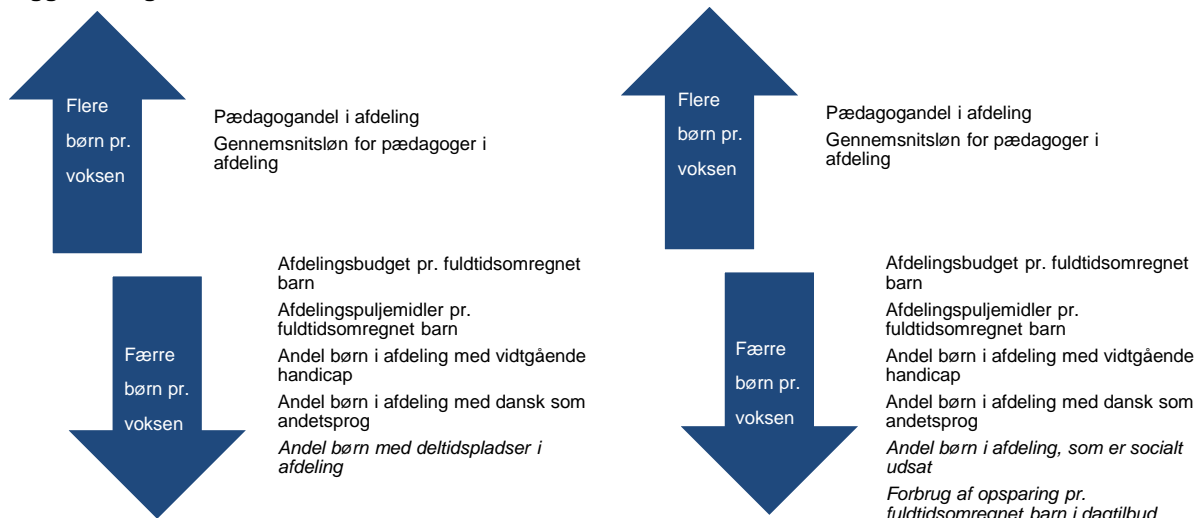 Flere
børn pr.
voksen
Pædagogandel i afdeling
Gennemsnitsløn for pædagoger i
afdeling
Færre
børn pr.
voksen
Afdelingsbudget pr. fuldtidsomregnet
barn
Afdelingspuljemidler pr.
fuldtidsomregnet barn
Andel børn i afdeling med vidtgående
handicap
Andel børn i afdeling med dansk som
andetsprog
Andel børn med deltidspladser i
afdeling
Flere
børn pr.
voksen
Pædagogandel i afdeling
Gennemsnitsløn for pædagoger i
afdeling
Færre
børn pr.
voksen
Afdelingsbudget pr. fuldtidsomregnet
barn
Afdelingspuljemidler pr.
fuldtidsomregnet barn
Andel børn i afdeling med vidtgående
handicap
Andel børn i afdeling med dansk som
andetsprog
Andel børn i afdeling, som er socialt
udsat
Forbrug af opsparing pr.
fuldtidsomregnet barn i dagtilbud